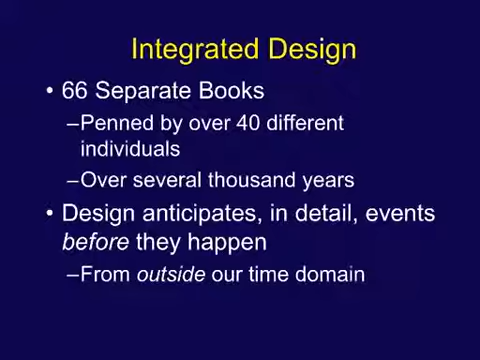 Integrated Design
• 66 Separate Books
–Penned by over 40 different
individuals
–Over several thousand years
• Design anticipates, in detail, events
before they happen
–From outside our time domain